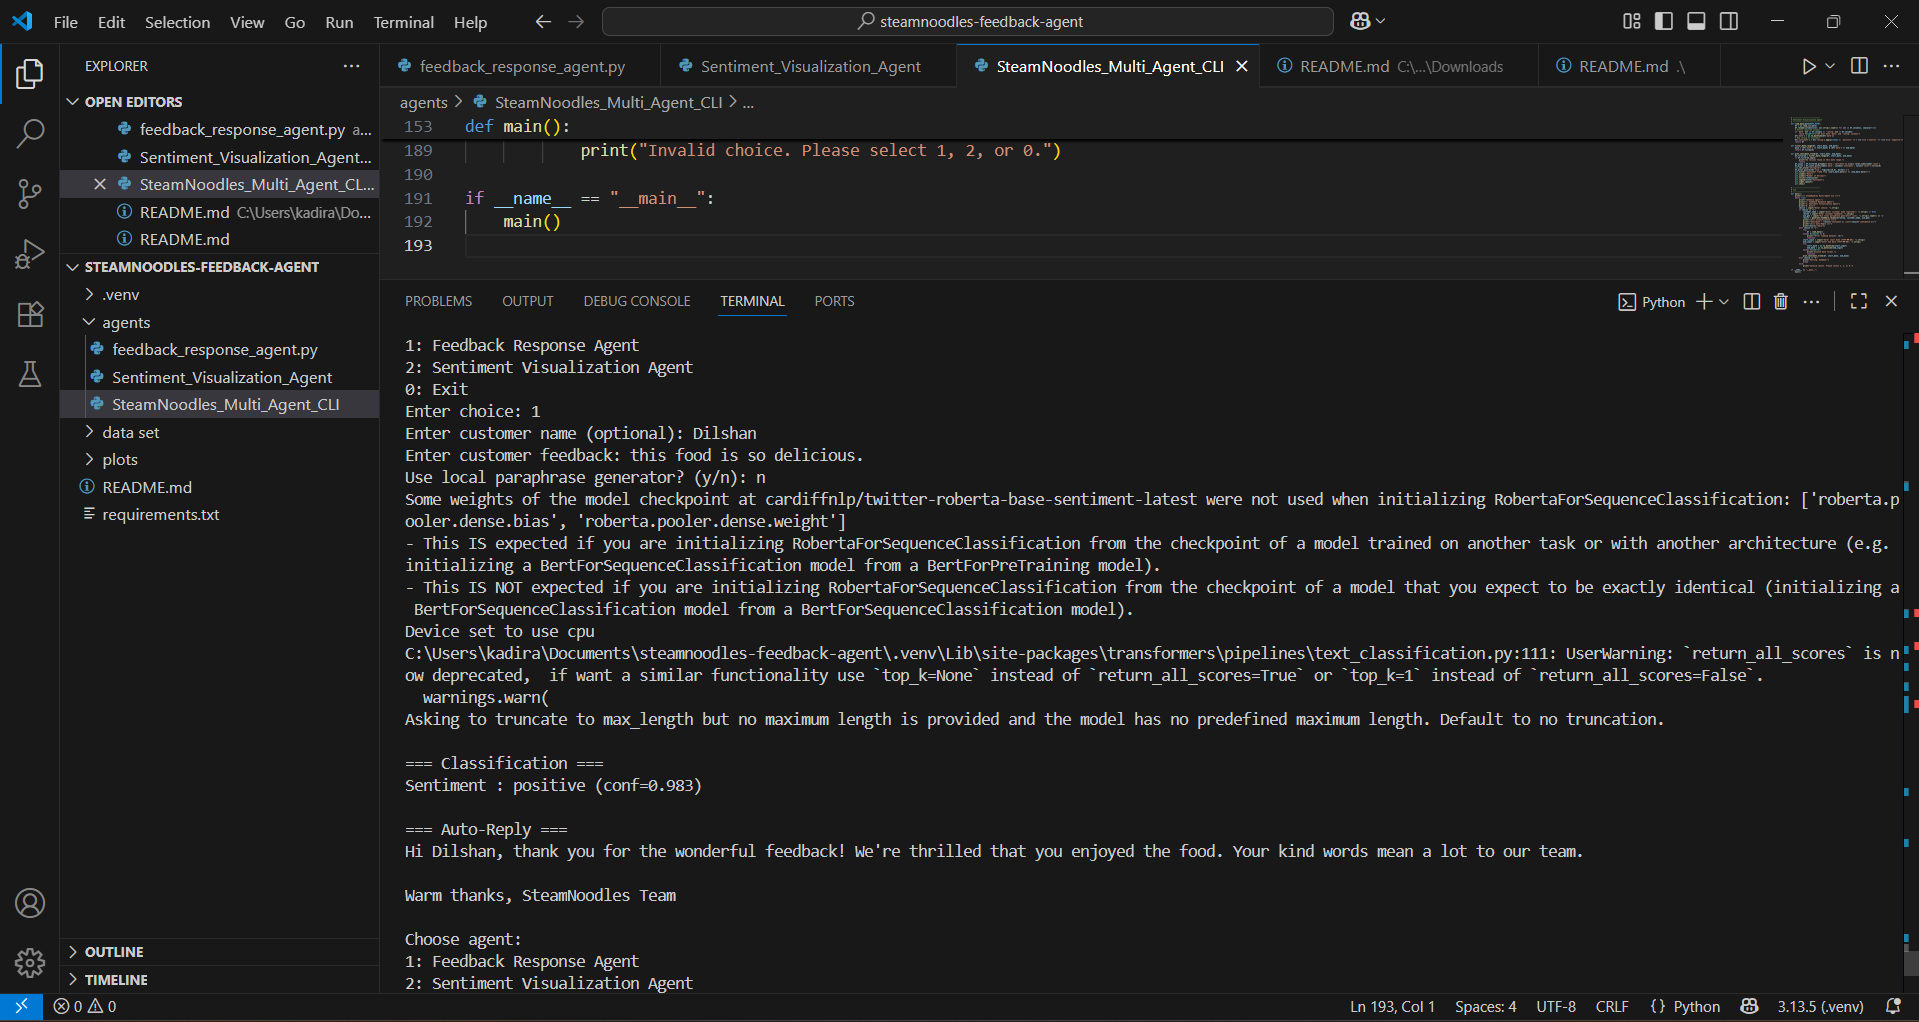 File Edit Selection View Go Run Terminal Help
steamnoodles-feedback-agent
EXPLORER
OPEN EDITORS
feedback_response_agent.py a...
Sentiment_Visualization_Agent...
SteamNoodles_Multi_Agent_CL...
README.md C:\Users\kadira\Do...
README.md
STEAMNOODLES-FEEDBACK-AGENT
.venv
agents
feedback_response_agent.py
Sentiment_Visualization_Agent
SteamNoodles_Multi_Agent_CLI
data set
plots
README.md
requirements.txt
OUTLINE
TIMELINE
feedback_response_agent.py Sentiment_Visualization_Agent SteamNoodles_Multi_Agent_CLI README.md C:\...\Downloads README.md .\
agents > SteamNoodles_Multi_Agent_CLI > ...
153 def main():
189 print("Invalid choice. Please select 1, 2, or 0.")
190
191 if __name__ == "__main__":
192 main()
193
PROBLEMS OUTPUT DEBUG CONSOLE TERMINAL PORTS
Python
1: Feedback Response Agent
2: Sentiment Visualization Agent
0: Exit
Enter choice: 1
Enter customer name (optional): Dilshan
Enter customer feedback: this food is so delicious.
Use local paraphrase generator? (y/n): n
Some weights of the model checkpoint at cardiffnlp/twitter-roberta-base-sentiment-latest were not used when initializing RobertaForSequenceClassification: ['roberta.p
ooler.dense.bias', 'roberta.pooler.dense.weight']
- This IS expected if you are initializing RobertaForSequenceClassification from the checkpoint of a model trained on another task or with another architecture (e.g.
initializing a BertForSequenceClassification model from a BertForPreTraining model).
- This IS NOT expected if you are initializing RobertaForSequenceClassification from the checkpoint of a model that you expect to be exactly identical (initializing a
BertForSequenceClassification model from a BertForSequenceClassification model).
Device set to use cpu
C:\Users\kadira\Documents\steamnoodles-feedback-agent\.venv\Lib\site-packages\transformers\pipelines\text_classification.py:111: UserWarning: `return_all_scores` is n
ow deprecated,  if want a similar functionality use `top_k=None` instead of `return_all_scores=True` or `top_k=1` instead of `return_all_scores=False`.
warnings.warn(
Asking to truncate to max_length but no maximum length is provided and the model has no predefined maximum length. Default to no truncation.
=== Classification ===
Sentiment : positive (conf=0.983)
=== Auto-Reply ===
Hi Dilshan, thank you for the wonderful feedback! We're thrilled that you enjoyed the food. Your kind words mean a lot to our team.
Warm thanks, SteamNoodles Team
Choose agent:
1: Feedback Response Agent
2: Sentiment Visualization Agent
0 0 Ln 193, Col 1 Spaces: 4 UTF-8 CRLF {} Python 3.13.5 (.venv)